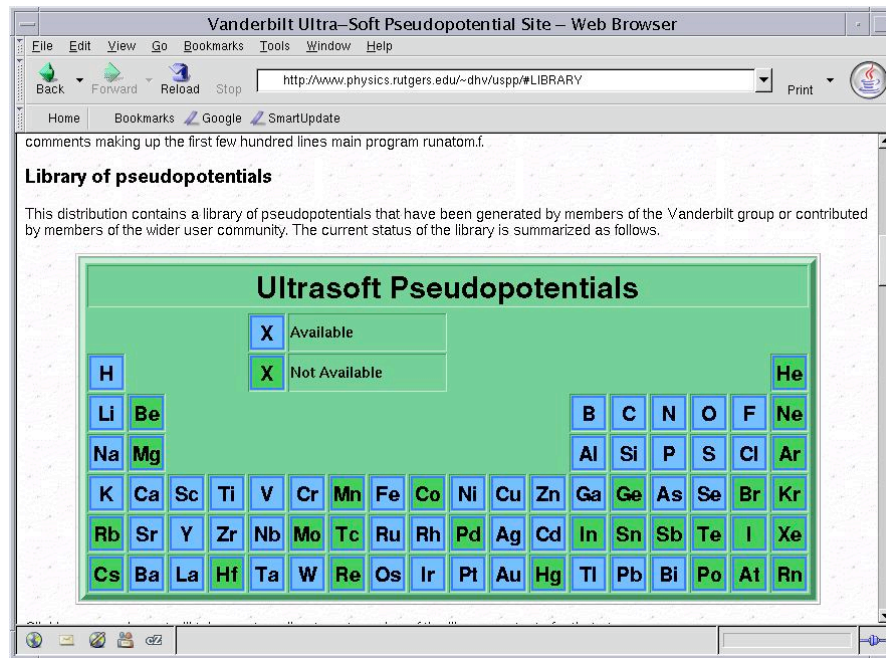 Vanderbilt Ultra-Soft Pseudopotential Site - Web Browser
File Edit View Go Bookmarks Tools Window Help
Back Forward Reload Stop http://www.physics.rutgers.edu/~dhv/uspp/#LIBRARY Print
Home Bookmarks Google SmartUpdate
comments making up the first few hundred lines main program runatom.f.
Library of pseudopotentials
This distribution contains a library of pseudopotentials that have been generated by members of the Vanderbilt group or contributed
by members of the wider user community. The current status of the library is summarized as follows.
Ultrasoft Pseudopotentials
X Available
X Not Available
H He
Li Be B C N O F Ne
Na Mg Al Si P S Cl Ar
K Ca Sc Ti V Cr Mn Fe Co Ni Cu Zn Ga Ge As Se Br Kr
Rb Sr Y Zr Nb Mo Tc Ru Rh Pd Ag Cd In Sn Sb Te I Xe
Cs Ba La Hf Ta W Re Os Ir Pt Au Hg Tl Pb Bi Po At Rn